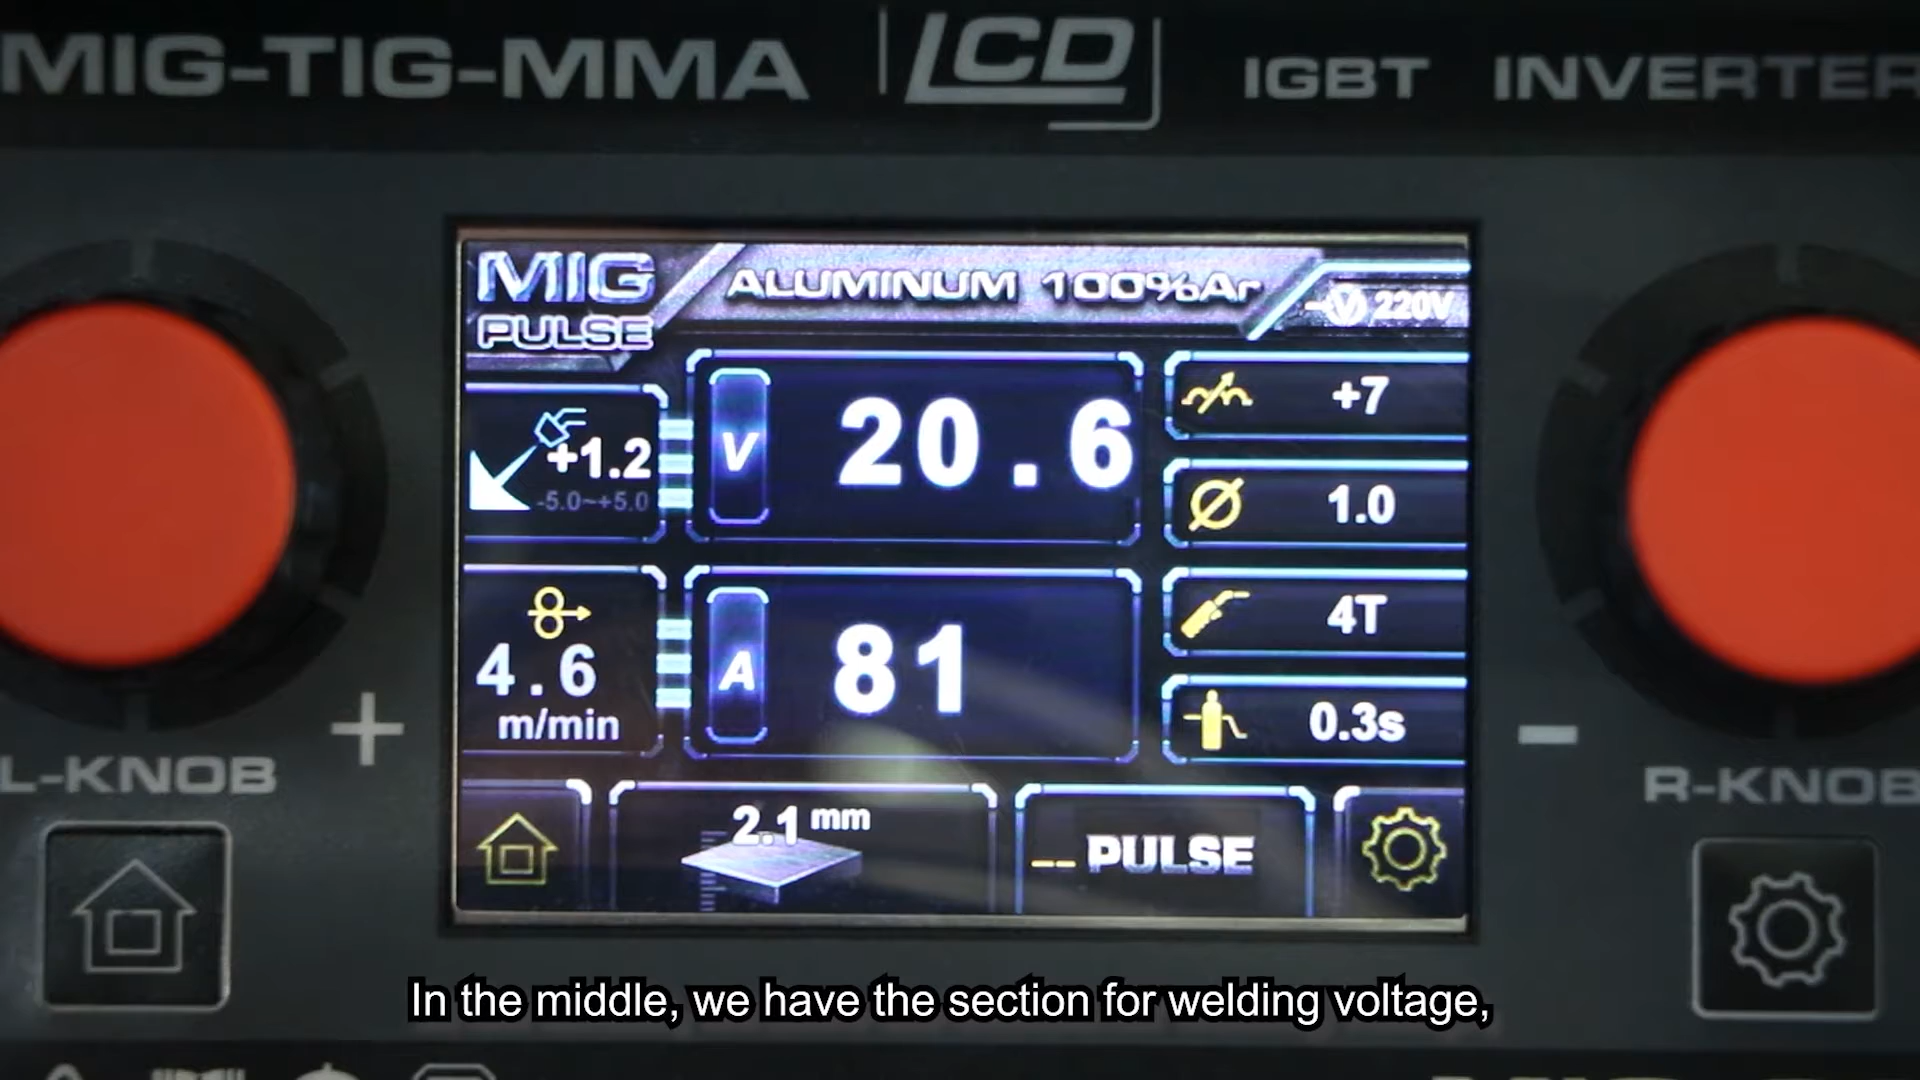 MIG-TIG-MMA LCD IGBT INVERTER
MIG
PULSE
ALUMINUM 100%Ar
220V
+1.2
-5.0~+5.0
V
20.6
+7
1.0
4.6
m/min
A
81
4T
0.3s
2.1 mm
-- PULSE
+
-
L-KNOB
R-KNOB
In the middle, we have the section for welding voltage,